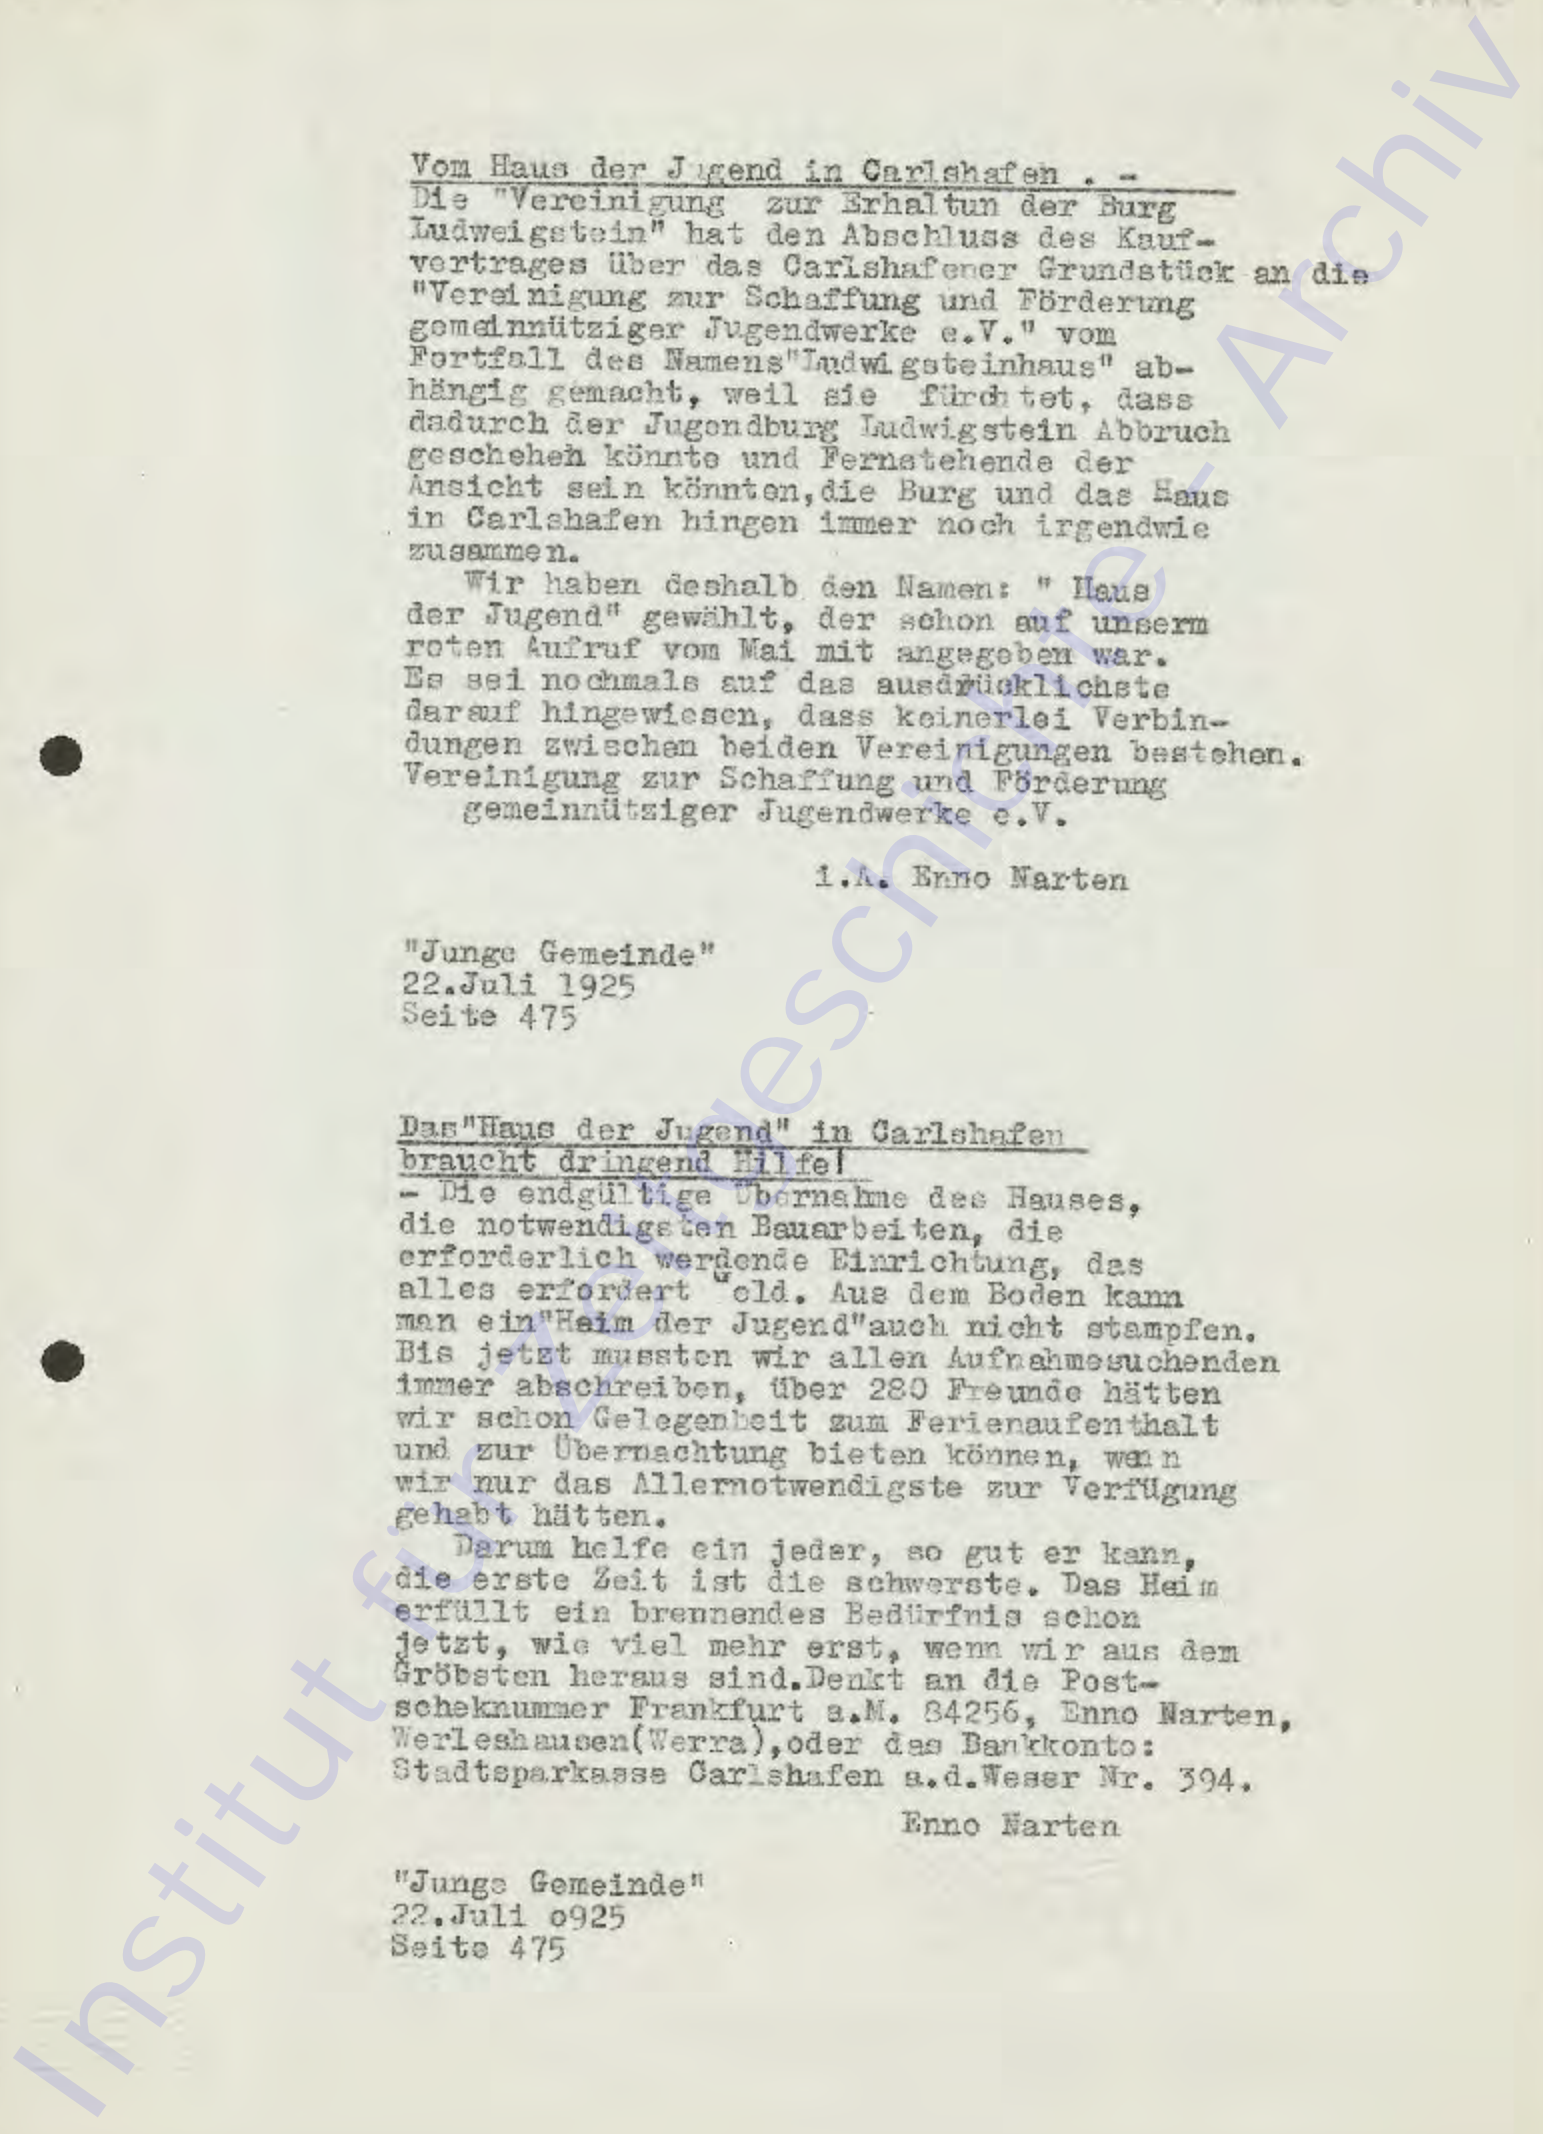 Vom Haus der Jugend in Carlshafen . -
Die "Vereinigung zur Erhaltun der Burg
Ludweigstein" hat den Abschluss des Kauf-
vertrages über das Carlshafener Grundstück an die
"Vereinigung zur Schaffung und Förderung
gemeinnütziger Jugendwerke e.V." vom
Fortfall des Namens"Ludwigsteinhaus" ab-
hängig gemacht, weil sie fürchtet, dass
dadurch der Jugendburg Ludwigstein Abbruch
geschehen könnte und Fernstehende der
Ansicht sein könnten,die Burg und das Haus
in Carlshafen hingen immer noch irgendwie
zusammen.
Wir haben deshalb den Namen: " Haus
der Jugend" gewählt, der schon auf unserm
roten Aufruf vom Mai mit angegeben war.
Es sei nochmals auf das ausdrücklichste
darauf hingewiesen, dass keinerlei Verbin-
dungen zwischen beiden Vereinigungen bestehen.
Vereinigung zur Schaffung und Förderung
gemeinnütziger Jugendwerke e.V.
i.A. Enno Narten
"Junge Gemeinde"
22.Juli 1925
Seite 475
Das"Haus der Jugend" in Carlshafen
braucht dringend Hilfe!
- Die endgültige Übernahme des Hauses,
die notwendigsten Bauarbeiten, die
erforderlich werdende Einrichtung, das
alles erfordert Geld. Aus dem Boden kann
man ein"Heim der Jugend"auch nicht stampfen.
Bis jetzt mussten wir allen Aufnahmesuchenden
immer abschreiben, über 280 Freunde hätten
wir schon Gelegenheit zum Ferienaufenthalt
und zur Übernachtung bieten können, wenn
wir nur das Allernotwendigste zur Verfügung
gehabt hätten.
Darum helfe ein jeder, so gut er kann,
die erste Zeit ist die schwerste. Das Heim
erfüllt ein brennendes Bedürfnis schon
jetzt, wie viel mehr erst, wenn wir aus dem
Gröbsten heraus sind.Denkt an die Post-
scheknummer Frankfurt a.M. 84256, Enno Narten,
Werleshausen(Werra),oder das Bankkonto:
Stadtsparkasse Carlshafen a.d.Weser Nr. 394.
Enno Narten
"Junge Gemeinde"
22.Juli o925
Seite 475
Institut für Zeitgeschichte - Archiv